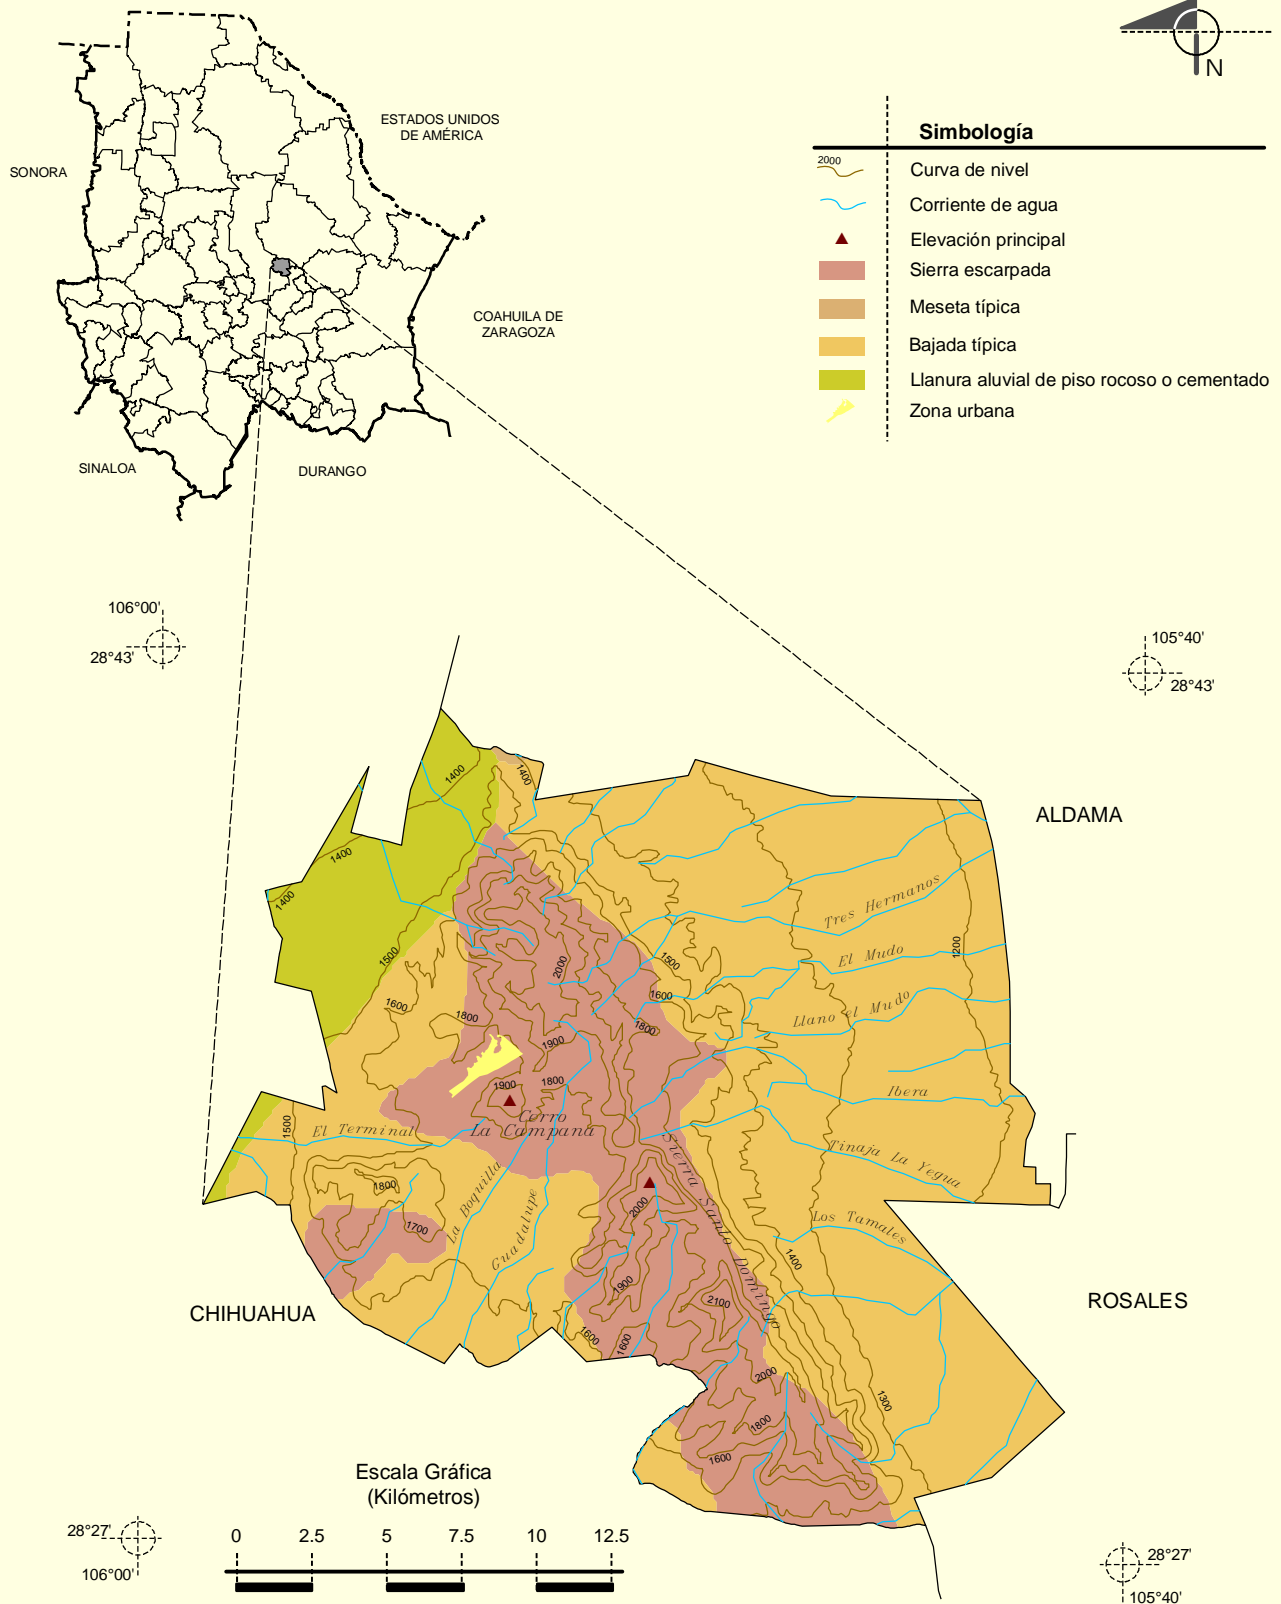 N
ESTADOS UNIDOS
DE AMÉRICA
SONORA
COAHUILA DE
ZARAGOZA
SINALOA
DURANGO
Simbología
2000
Curva de nivel
Corriente de agua
Elevación principal
Sierra escarpada
Meseta típica
Bajada típica
Llanura aluvial de piso rocoso o cementado
Zona urbana
106°00'
28°43'
105°40'
28°43'
1400
1400
1400
1400
ALDAMA
Tres Hermanos
1500
2000
1500
El Mudo
1200
1600
1600
1800
1800
Llano el Mudo
1900
1900
1800
Ibera
Cerro
La Campana
1500
El Terminal
Sierra Santo Domingo
Tinaja La Yegua
1800
1700
La Boquilla
Guadalupe
2000
Los Tamales
1400
1900
2100
CHIHUAHUA
ROSALES
1600
1600
2000
1300
1800
1600
Escala Gráfica
(Kilómetros)
0 2.5 5 7.5 10 12.5
28°27'
106°00'
28°27'
105°40'